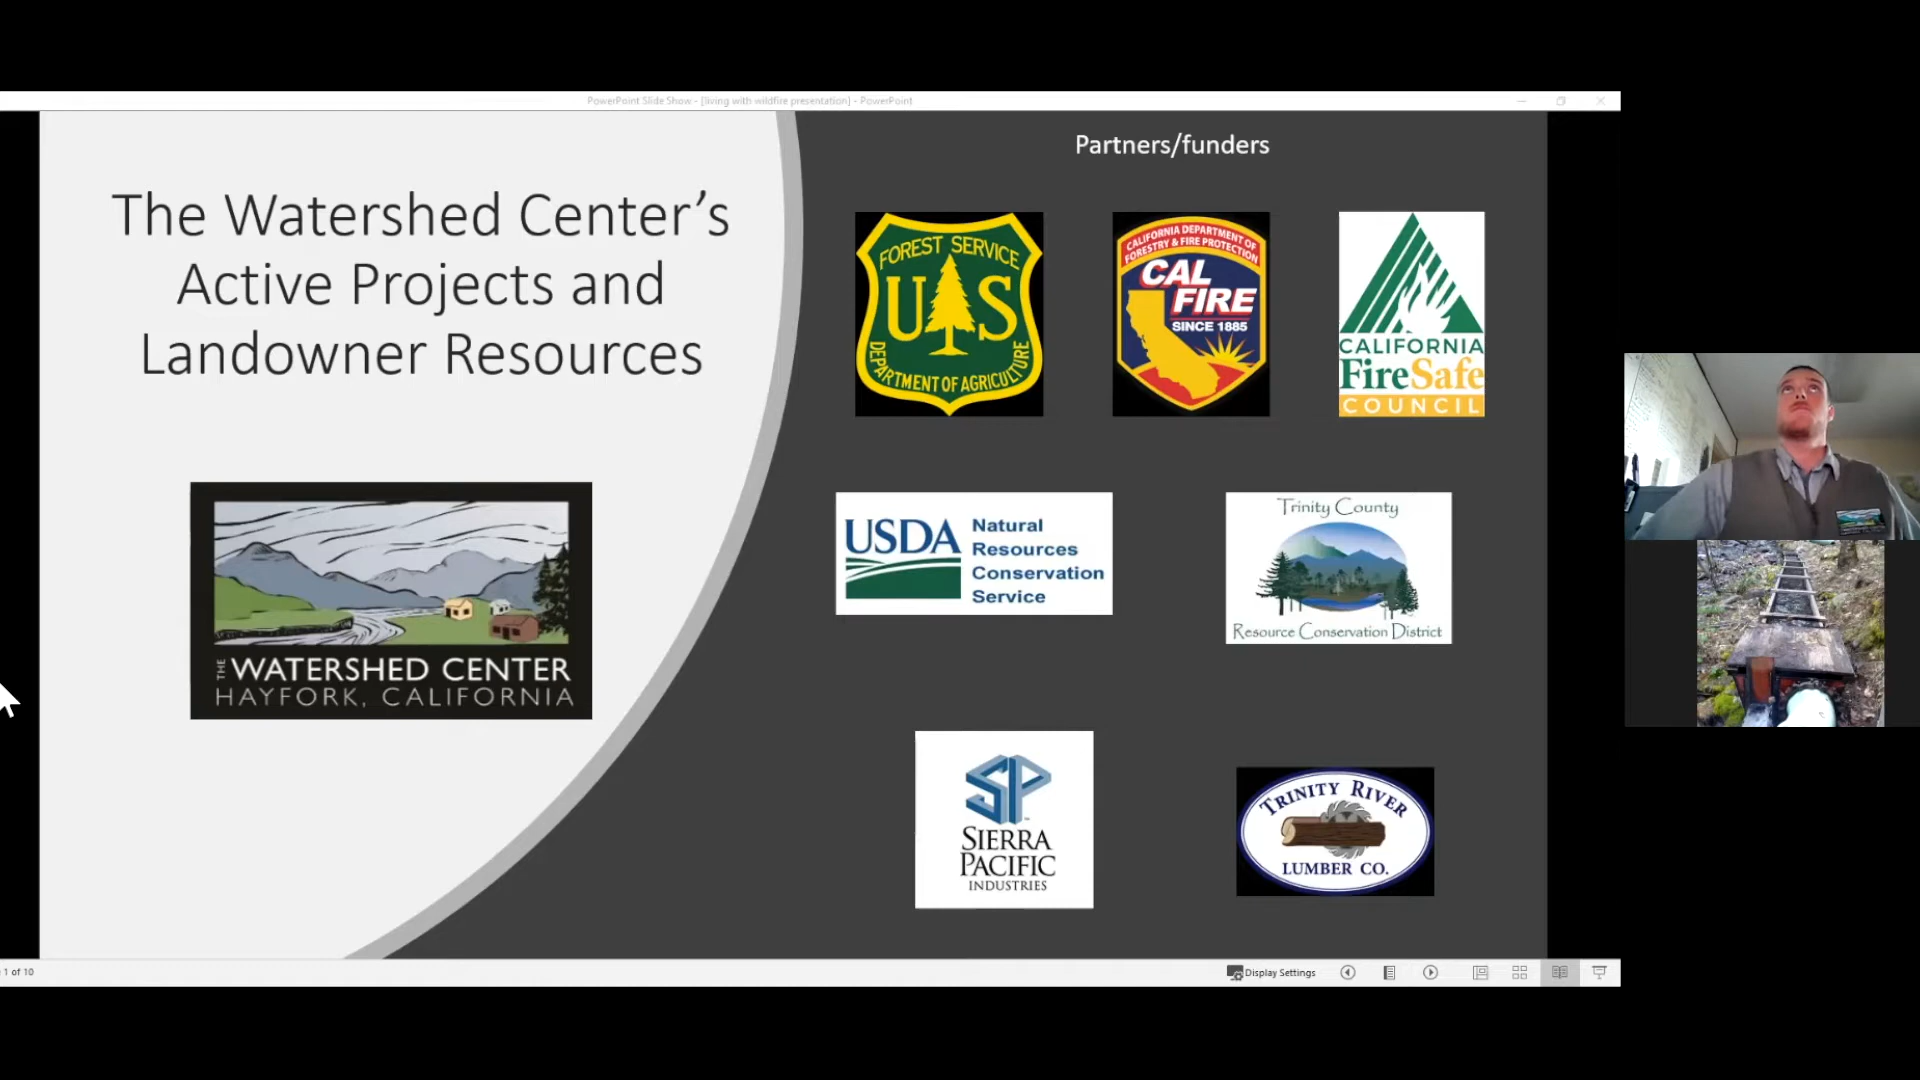 PowerPoint Slide Show - [living with wildfire presentation] - PowerPoint
The Watershed Center’s
Active Projects and
Landowner Resources
THE WATERSHED CENTER
HAYFORK, CALIFORNIA
Partners/funders
FOREST SERVICE
U S
DEPARTMENT OF AGRICULTURE
CALIFORNIA DEPARTMENT OF
FORESTRY & FIRE PROTECTION
CAL
FIRE
SINCE 1885
CALIFORNIA
FireSafe
COUNCIL
USDA
Natural
Resources
Conservation
Service
Trinity County
Resource Conservation District
SP
SIERRA
PACIFIC
INDUSTRIES
TRINITY RIVER
LUMBER CO.
1 of 10
Display Settings